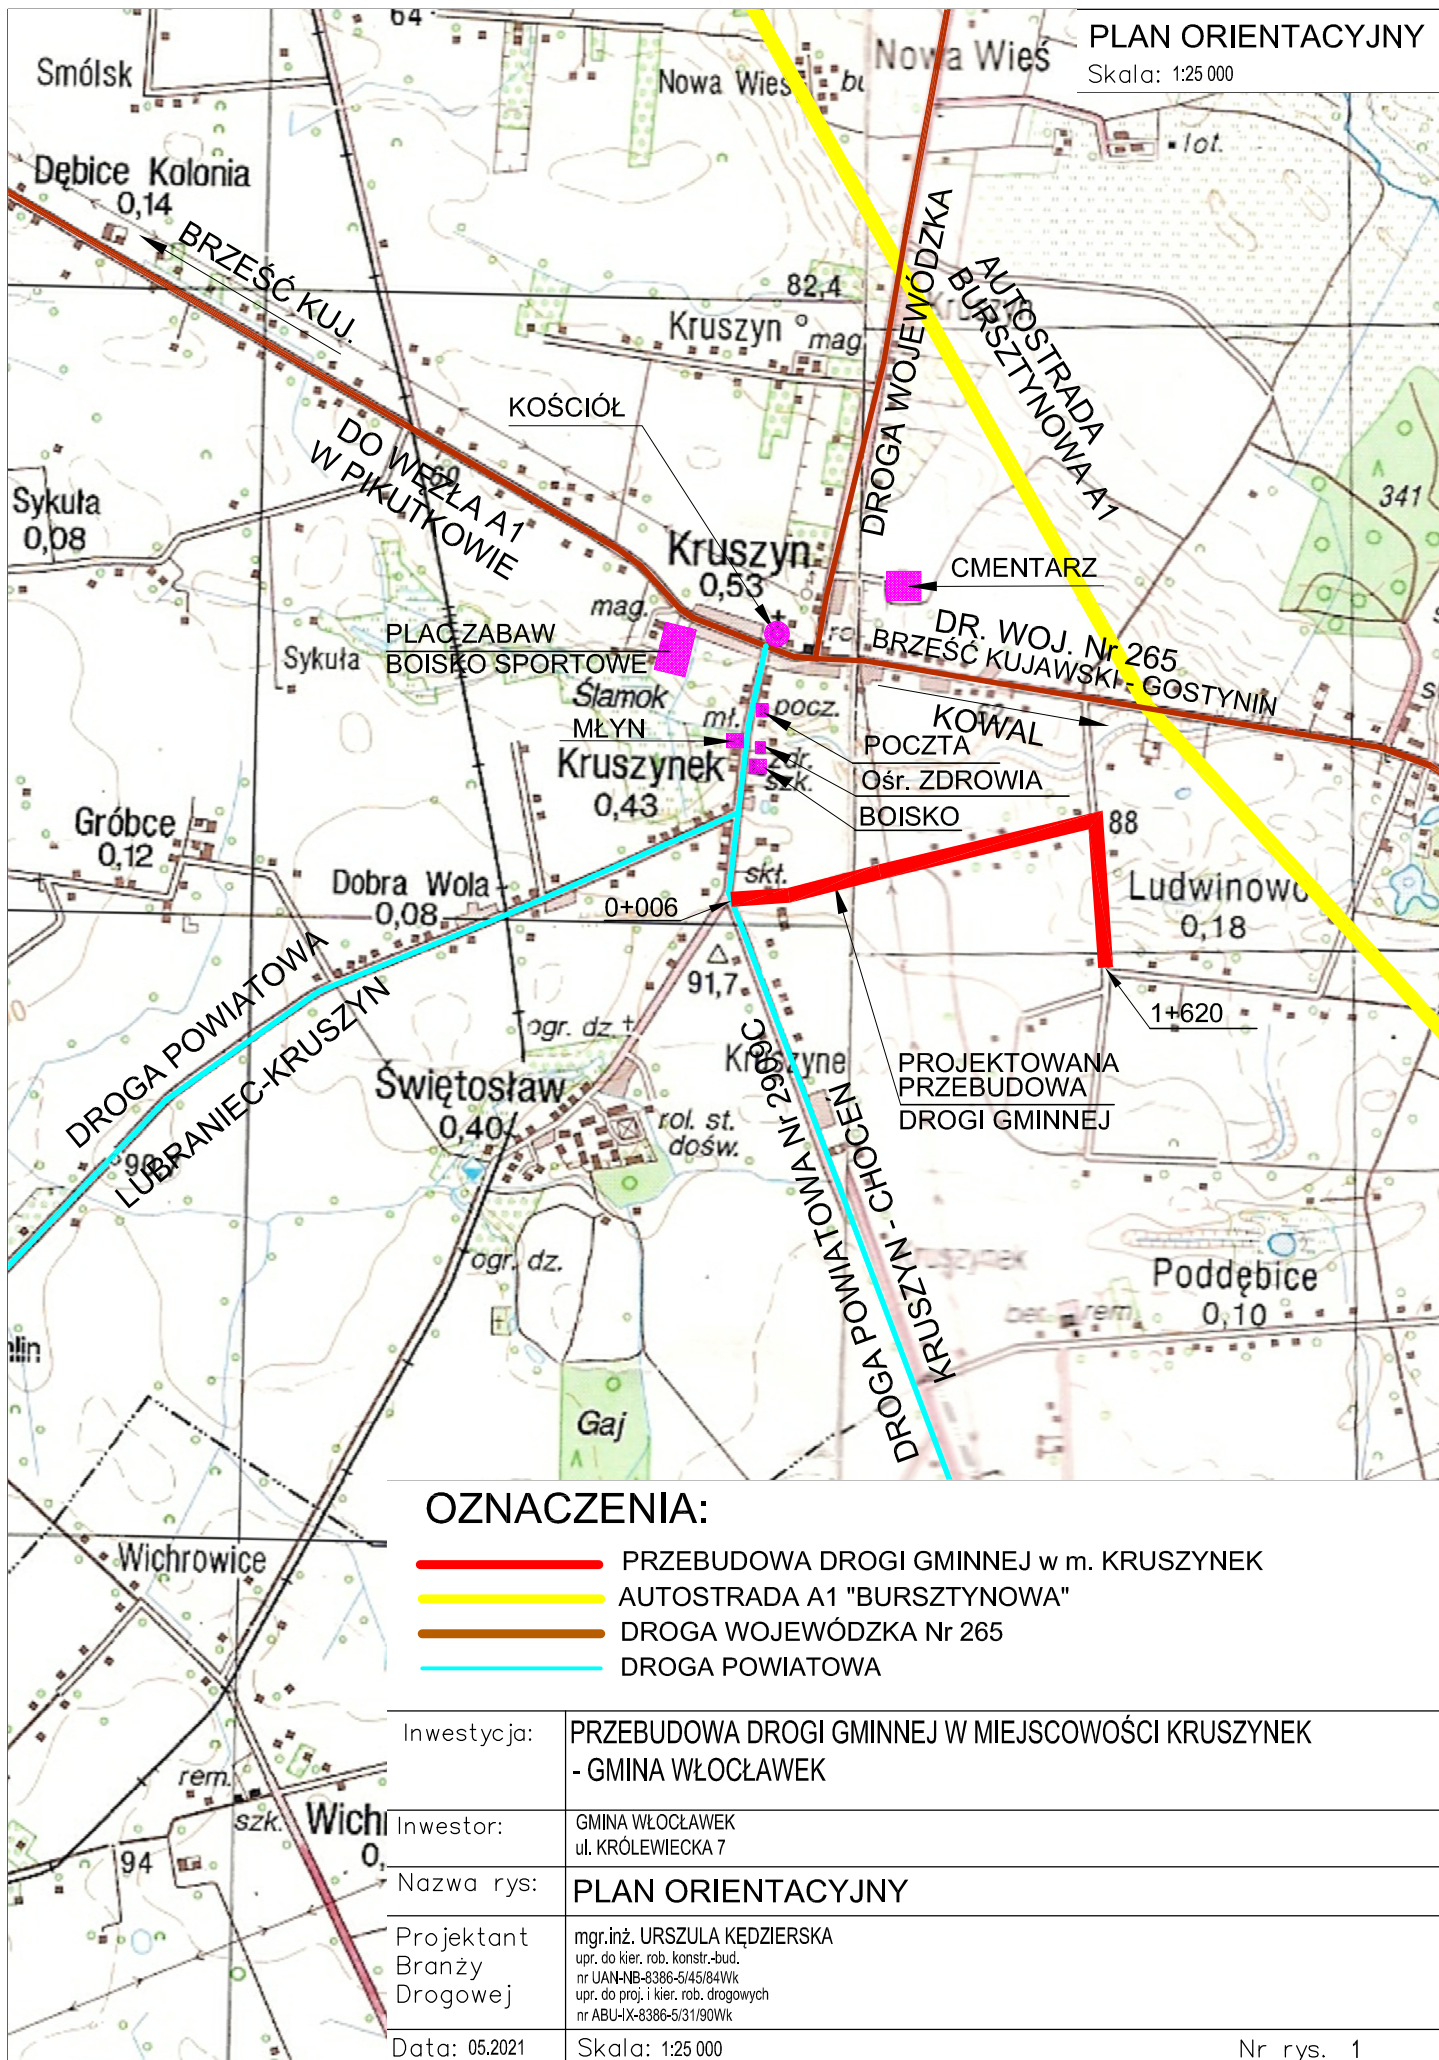 PLAN ORIENTACYJNY
Skala: 1:25 000
64
Smólsk
Nowa Wieś
Nowa Wieś
lot.
Dębice Kolonia
0,14
BRZEŚĆ KUJ.
DROGA WOJEWÓDZKA
AUTOSTRADA
BURSZTYNOWA A1
82,4
Kruszyn
mag
KOŚCIÓŁ
DO WĘZŁA A1
W PIKUTKOWIE
341
Sykuła
0,08
Kruszyn
0,53
CMENTARZ
mag.
PLAC ZABAW
BOISKO SPORTOWE
Sykuła
DR. WOJ. Nr 265
BRZEŚĆ KUJAWSKI - GOSTYNIN
Ślamok
mł.
pocz.
KOWAL
MŁYN
POCZTA
Kruszynek
0,43
zdr.
szk.
Ośr. ZDROWIA
BOISKO
Gróbce
0,12
88
Dobra Wola
0,08
skł.
0+006
Ludwinowo
0,18
91,7
1+620
DROGA POWIATOWA
LUBRANIEC-KRUSZYN
ogr. dz.
Świętosław
0,40
rol. st.
dośw.
PROJEKTOWANA
PRZEBUDOWA
DROGI GMINNEJ
DROGA POWIATOWA Nr 2909C
KRUSZYN - CHOCEŃ
ogr. dz.
Kruszynek
Poddębice
0,10
rem.
Gaj
OZNACZENIA:
PRZEBUDOWA DROGI GMINNEJ w m. KRUSZYNEK
AUTOSTRADA A1 "BURSZTYNOWA"
DROGA WOJEWÓDZKA Nr 265
DROGA POWIATOWA
Wichrowice
rem.
szk.
Wichr
0,
94
Inwestycja:
PRZEBUDOWA DROGI GMINNEJ W MIEJSCOWOŚCI KRUSZYNEK
- GMINA WŁOCŁAWEK
Inwestor:
GMINA WŁOCŁAWEK
ul. KRÓLEWIECKA 7
Nazwa rys:
PLAN ORIENTACYJNY
Projektant
Branży
Drogowej
mgr.inż. URSZULA KĘDZIERSKA
upr. do kier. rob. konstr.-bud.
nr UAN-NB-8386-5/45/84Wk
upr. do proj. i kier. rob. drogowych
nr ABU-IX-8386-5/31/90Wk
Data: 05.2021
Skala: 1:25 000
Nr rys. 1